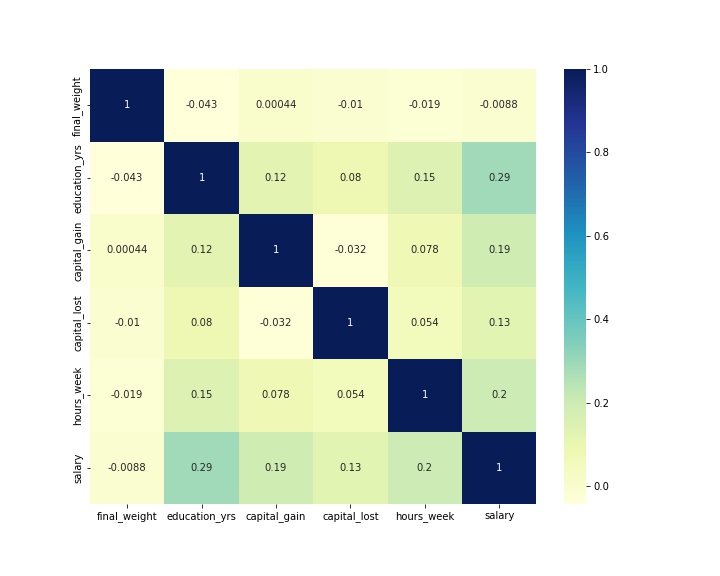 final_weight 1 -0.043 0.00044 -0.01 -0.019 -0.0088
education_yrs -0.043 1 0.12 0.08 0.15 0.29
capital_gain 0.00044 0.12 1 -0.032 0.078 0.19
capital_lost -0.01 0.08 -0.032 1 0.054 0.13
hours_week -0.019 0.15 0.078 0.054 1 0.2
salary -0.0088 0.29 0.19 0.13 0.2 1
final_weight education_yrs capital_gain capital_lost hours_week salary
1.0
0.8
0.6
0.4
0.2
0.0